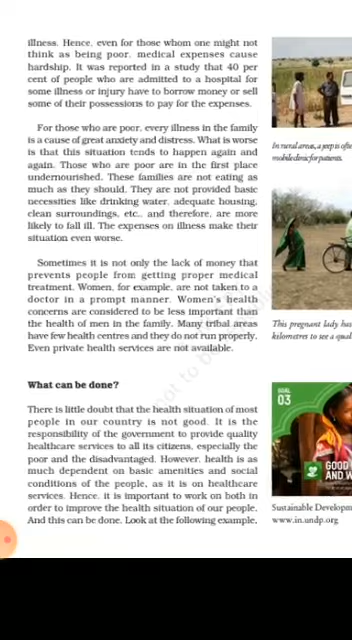 illness. Hence, even for those whom one might not
think as being poor, medical expenses cause
hardship. It was reported in a study that 40 per
cent of people who are admitted to a hospital for
some illness or injury have to borrow money or sell
some of their possessions to pay for the expenses.
For those who are poor, every illness in the family
is a cause of great anxiety and distress. What is worse
is that this situation tends to happen again and
again. Those who are poor are in the first place
undernourished. These families are not eating as
much as they should. They are not provided basic
necessities like drinking water, adequate housing,
clean surroundings, etc., and therefore, are more
likely to fall ill. The expenses on illness make their
situation even worse.
Sometimes it is not only the lack of money that
prevents people from getting proper medical
treatment. Women, for example, are not taken to a
doctor in a prompt manner. Women's health
concerns are considered to be less important than
the health of men in the family. Many tribal areas
have few health centres and they do not run properly.
Even private health services are not available.
What can be done?
There is little doubt that the health situation of most
people in our country is not good. It is the
responsibility of the government to provide quality
healthcare services to all its citizens, especially the
poor and the disadvantaged. However, health is as
much dependent on basic amenities and social
conditions of the people, as it is on healthcare
services. Hence, it is important to work on both in
order to improve the health situation of our people.
And this can be done. Look at the following example.
In rural areas, a jeep is ofte
mobile clinic for patients.
This pregnant lady has
kilometres to see a qual
GOAL
03
GOOD
AND W
Sustainable Developm
www.in.undp.org
not to be